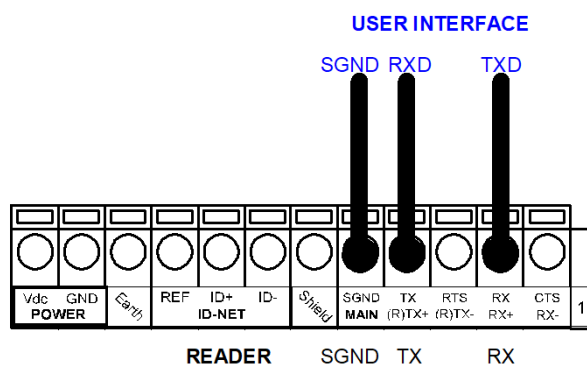 USER INTERFACE
SGND RXD TXD
Vdc GND Earth REF ID+ ID- Shield SGND TX RTS RX CTS
POWER ID-NET MAIN (R)TX+ (R)TX- RX+ RX- 1
READER SGND TX RX